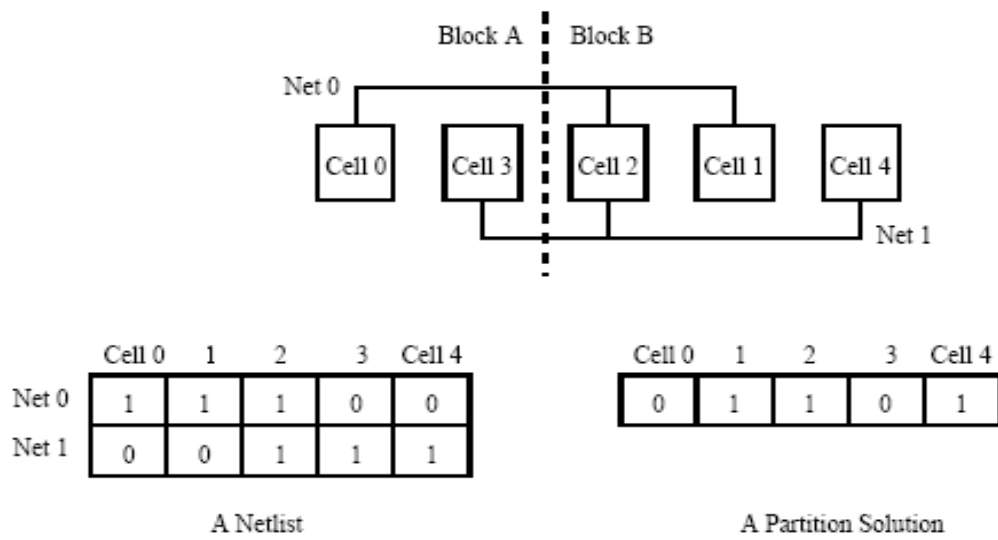 Block A Block B
Net 0
Cell 0 Cell 3 Cell 2 Cell 1 Cell 4
Net 1
Cell 0 1 2 3 Cell 4
Net 0 1 1 1 0 0
Net 1 0 0 1 1 1
A Netlist
Cell 0 1 2 3 Cell 4
0 1 1 0 1
A Partition Solution